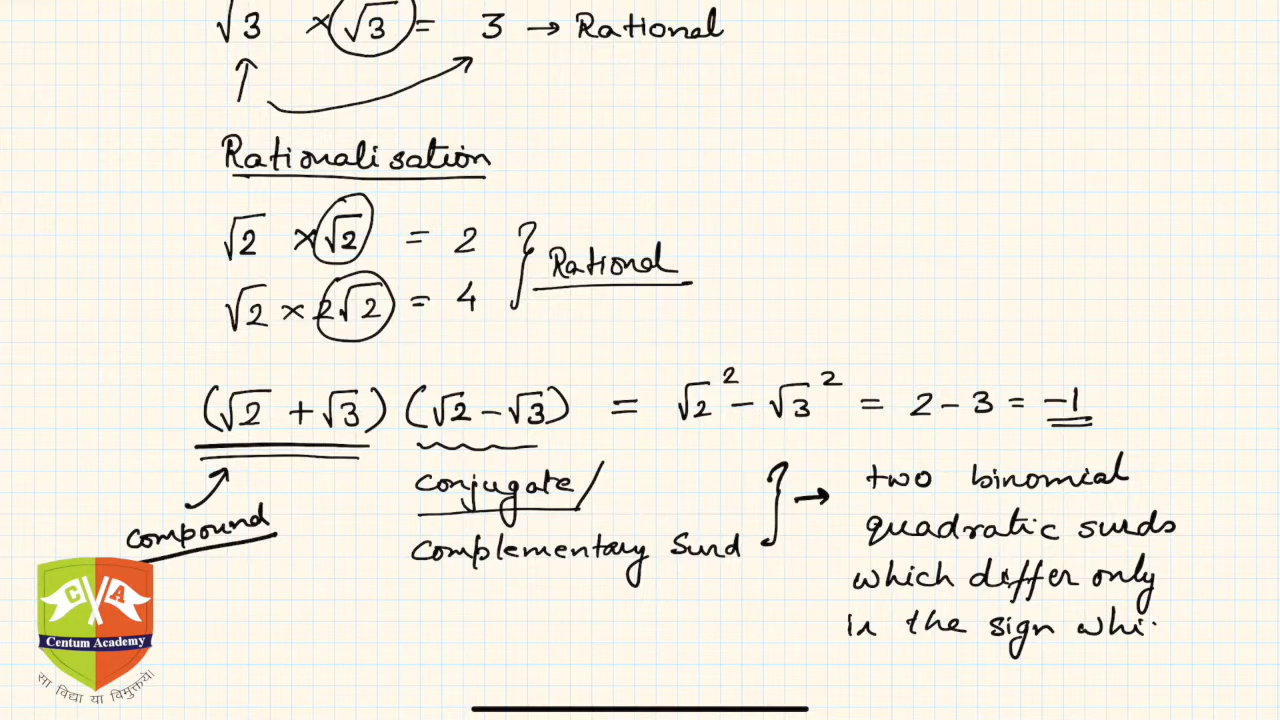 √3 × √3 = 3 → Rational
Rationalisation
√2 × √2 = 2
√2 × 2√2 = 4
} Rational
(√2 + √3) (√2 - √3) = √2² - √3² = 2 - 3 = -1
compound
conjugate/
complementary Surd
} → two binomial
quadratic surds
which differ only
in the sign whi
C A
Centum Academy
सा विद्या या विमुक्तये।